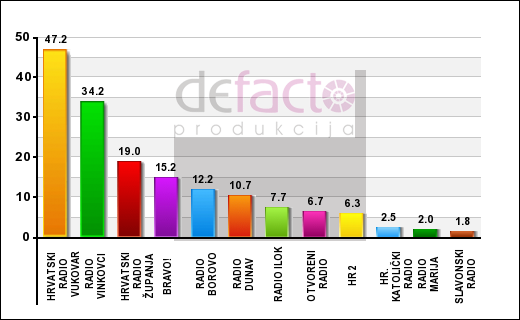 50
40
30
20
10
0
47.2
34.2
19.0
15.2
12.2
10.7
7.7
6.7
6.3
2.5
2.0
1.8
defacto
produkcija
HRVATSKI
RADIO
VUKOVAR
RADIO
VINKOVCI
HRVATSKI
RADIO
ŽUPANJA
BRAVO!
RADIO
BOROVO
RADIO
DUNAV
RADIO ILOK
OTVORENI
RADIO
HR 2
HR.
KATOLIČKI
RADIO
RADIO
MARIJA
SLAVONSKI
RADIO